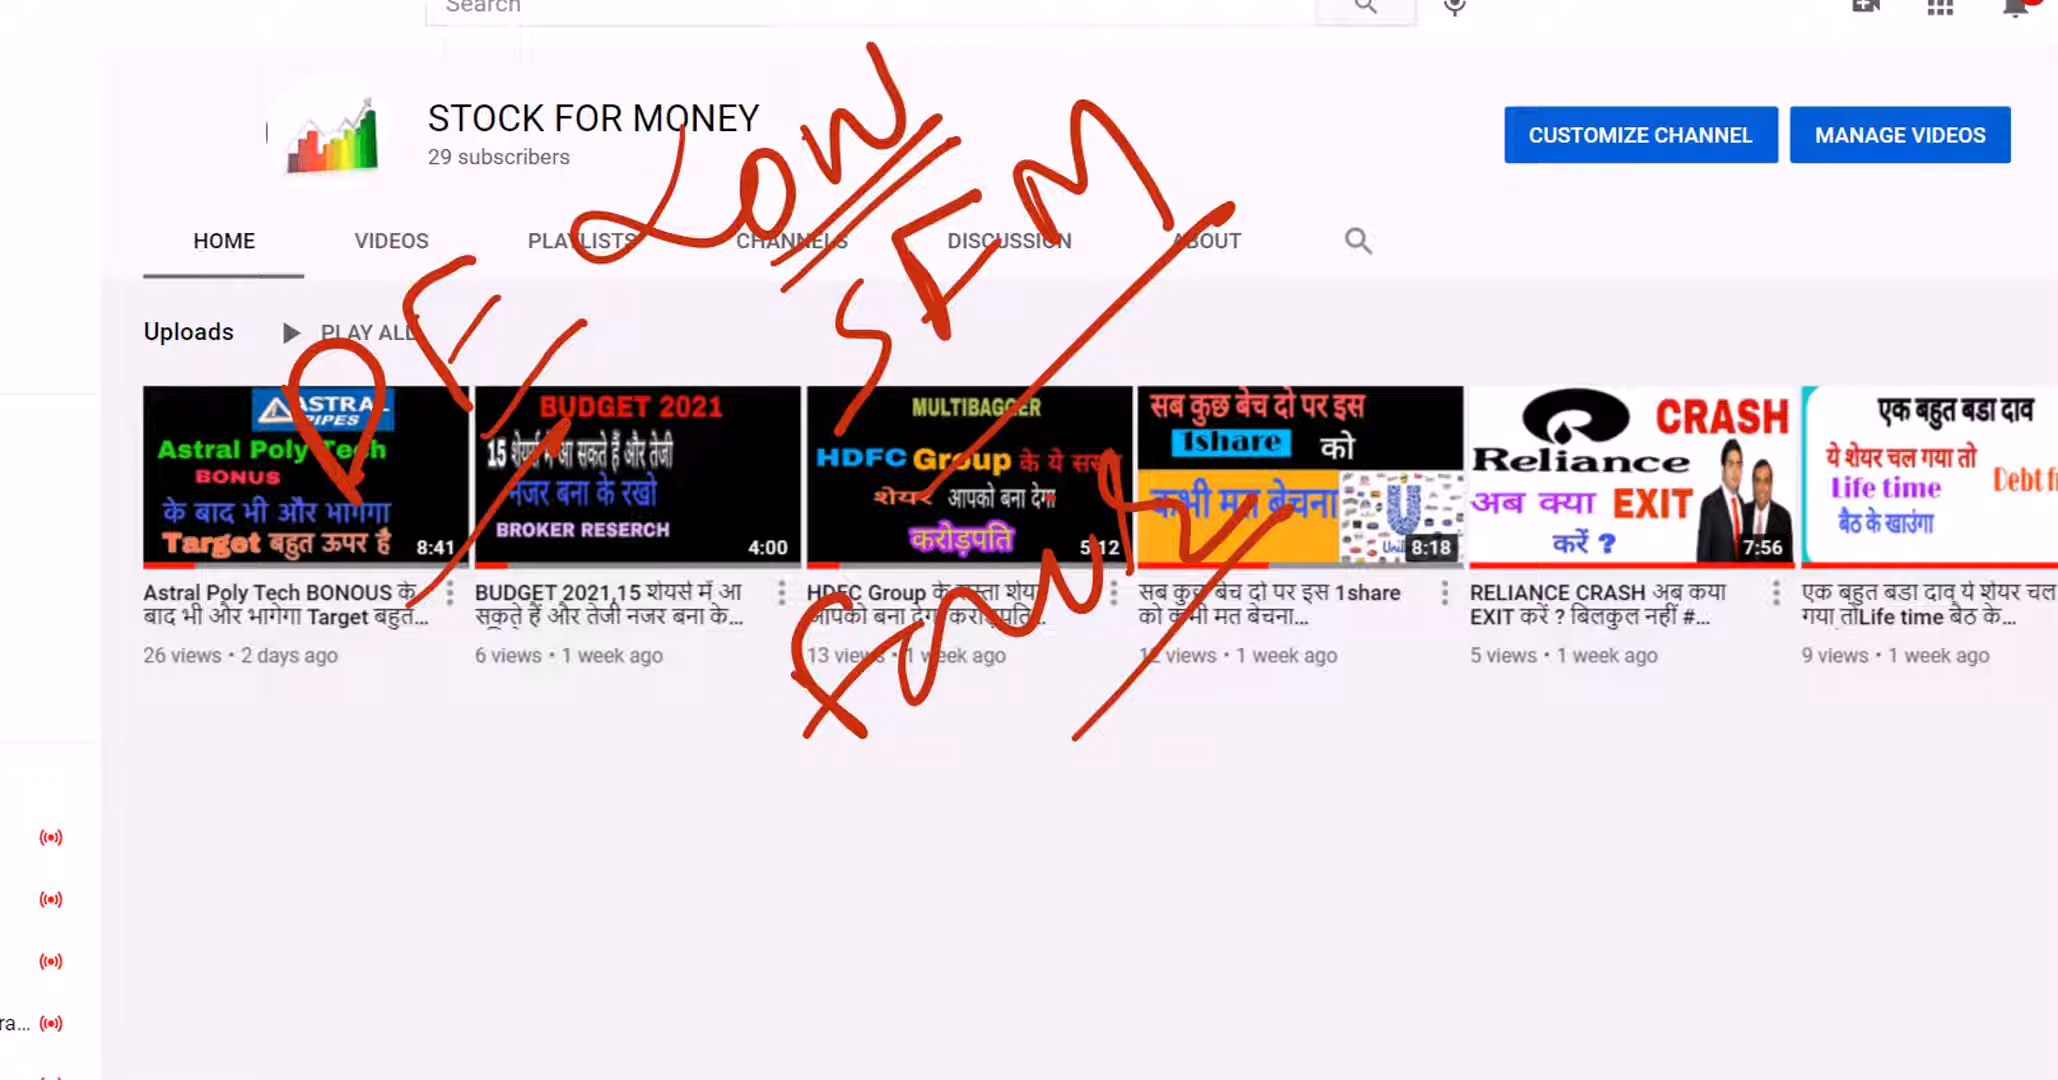 Search
STOCK FOR MONEY
29 subscribers
CUSTOMIZE CHANNEL
MANAGE VIDEOS
HOME
VIDEOS
PLAYLISTS
CHANNELS
DISCUSSION
ABOUT
LOW
PE
Uploads
PLAY ALL
ASTRAL
PIPES
Astral Poly Tech
BONUS
के बाद भी और भागेगा
Target बहुत ऊपर है
8:41
BUDGET 2021
15 शेयर्स में आ सकते हैं और तेजी
नजर बना के रखो
BROKER RESERCH
4:00
MULTIBAGGER
HDFC Group के ये
शेयर आपको बना देगा
करोड़पति
5:12
सब कुछ बेच दो पर इस
1share को
कभी मत बेचना
8:18
CRASH
Reliance
अब क्या EXIT
करें ?
7:56
एक बहुत बडा दाव
ये शेयर चल गया तो
Life time
बैठ के खाउंगा
Debt
Astral Poly Tech BONOUS के
बाद भी और भागेगा Target बहुत...
26 views • 2 days ago
BUDGET 2021,15 शेयर्स में आ
सकते हैं और तेजी नजर बना के...
6 views • 1 week ago
HDFC Group के सस्ता शेयर
आपको बना देगा करोड़पति...
13 views • 1 week ago
सब कुछ बेच दो पर इस 1share
को कभी मत बेचना...
12 views • 1 week ago
RELIANCE CRASH अब कया
EXIT करें ? बिलकुल नहीं #...
5 views • 1 week ago
एक बहुत बडा दाव ये शेयर चल
गया तोLife time बैठ के...
9 views • 1 week ago
ra...